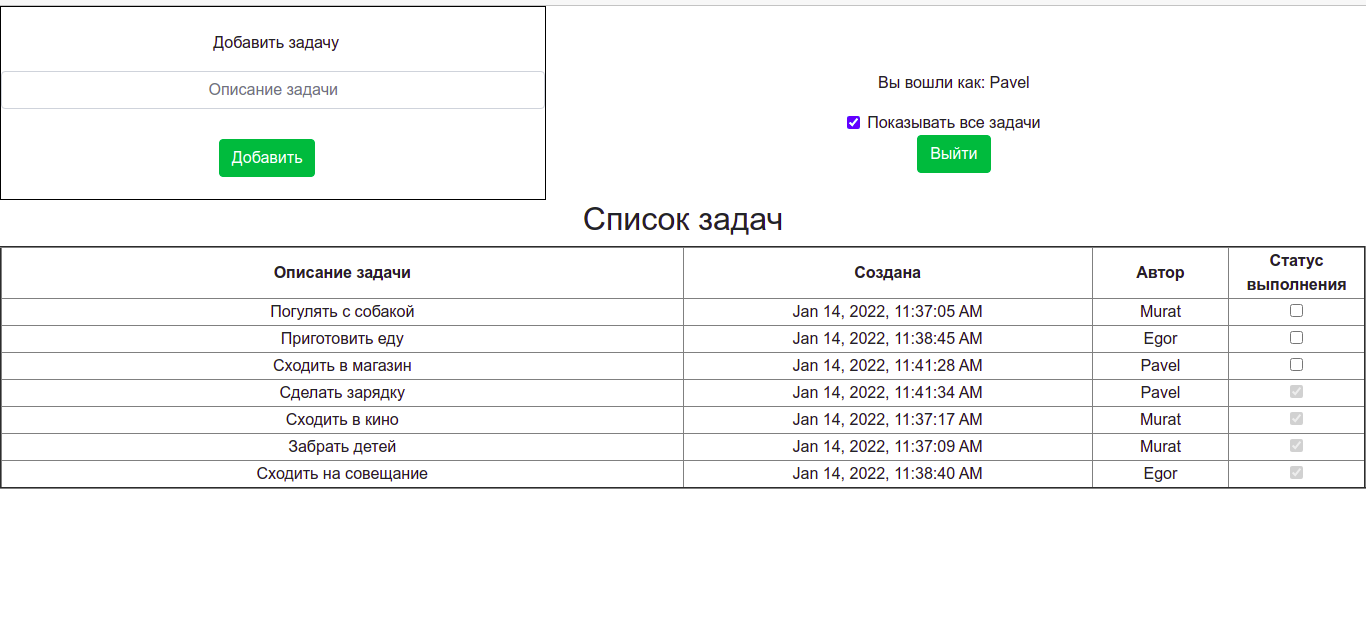 Добавить задачу
Описание задачи
Добавить
Вы вошли как: Pavel
Показывать все задачи
Выйти
Список задач
Описание задачи Создана Автор Статус выполнения
Погулять с собакой Jan 14, 2022, 11:37:05 AM Murat
Приготовить еду Jan 14, 2022, 11:38:45 AM Egor
Сходить в магазин Jan 14, 2022, 11:41:28 AM Pavel
Сделать зарядку Jan 14, 2022, 11:41:34 AM Pavel
Сходить в кино Jan 14, 2022, 11:37:17 AM Murat
Забрать детей Jan 14, 2022, 11:37:09 AM Murat
Сходить на совещание Jan 14, 2022, 11:38:40 AM Egor